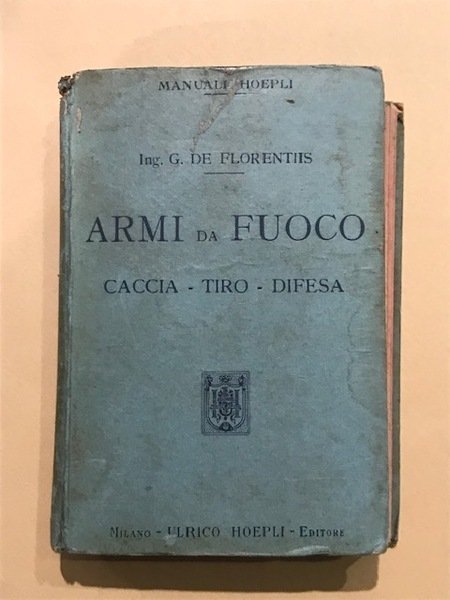 MANUALI HOEPLI
Ing. G. DE FLORENTIIS
ARMI DA FUOCO
CACCIA - TIRO - DIFESA
MILANO - ULRICO HOEPLI - EDITORE